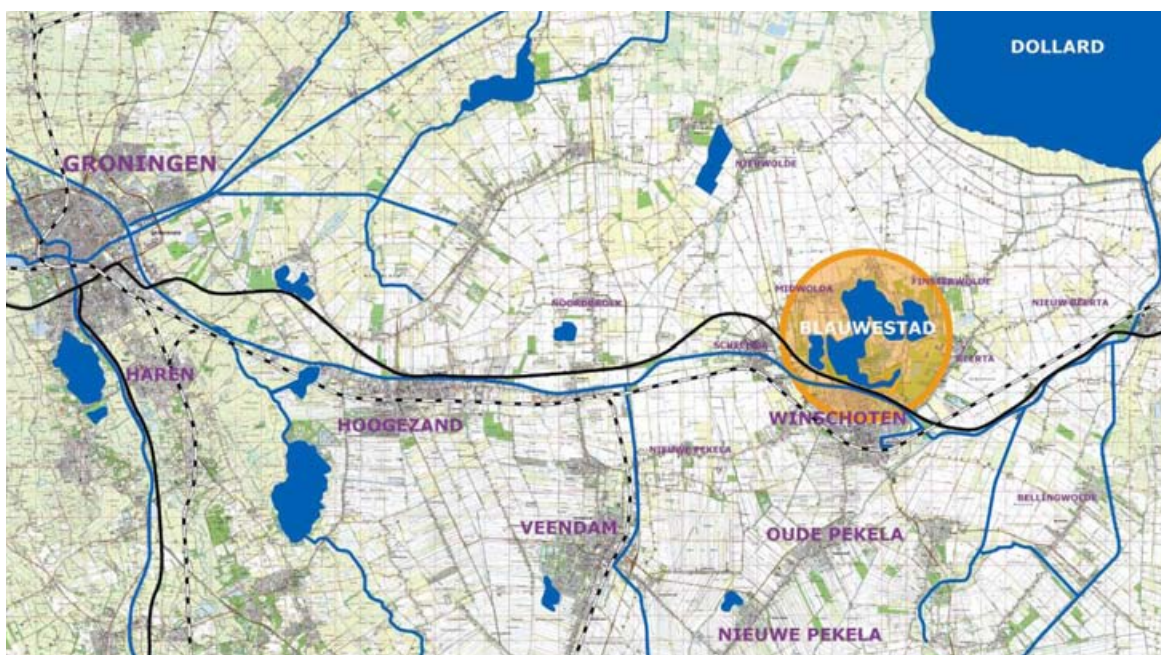 DOLLARD
GRONINGEN
NIEUWOLDE
NOORDBROEK
MIDWOLDA
FINSTERWOLDE
NIEUW BEERTA
BLAUWESTAD
SCHEEMDA
BEERTA
HAREN
HOOGEZAND
WINSCHOTEN
NIEUWE PEKELA
BELLINGWOLDE
VEENDAM
OUDE PEKELA
NIEUWE PEKELA